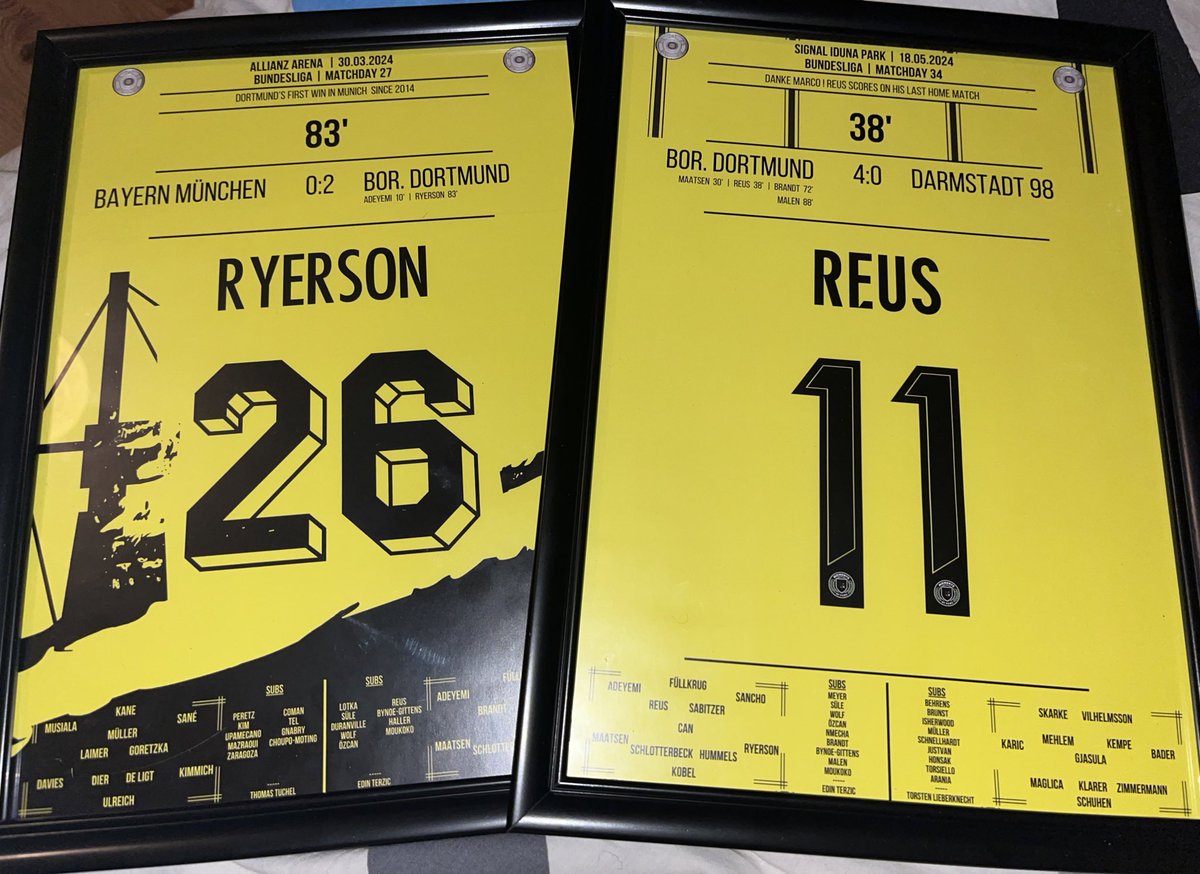 ALLIANZ ARENA | 30.03.2024
BUNDESLIGA | MATCHDAY 27
DORTMUND'S FIRST WIN IN MUNICH SINCE 2014
83'
BAYERN MÜNCHEN 0:2 BOR. DORTMUND
ADEYEMI 10' | RYERSON 83'
RYERSON
26
KANE
MUSIALA SANÉ
MÜLLER
LAIMER GORETZKA
DAVIES DIER DE LIGT KIMMICH
ULREICH
SUBS
PERETZ
KIM
UPAMECANO
MAZRAOUI
ZARAGOZA
COMAN
TEL
GNABRY
CHOUPO-MOTING
----
THOMAS TUCHEL
SUBS
LOTKA
SÜLE
DURANVILLE
WOLF
ÖZCAN
REUS
BYNOE-GITTENS
HALLER
MOUKOKO
----
EDIN TERZIC
ADEYEMI FÜLL
BRANDT
MAATSEN SCHLOTTE
SIGNAL IDUNA PARK | 18.05.2024
BUNDESLIGA | MATCHDAY 34
DANKE MARCO ! REUS SCORES ON HIS LAST HOME MATCH
38'
BOR. DORTMUND 4:0 DARMSTADT 98
MAATSEN 30' | REUS 38' | BRANDT 72'
MALEN 88'
REUS
11
ADEYEMI FÜLLKRUG SANCHO
REUS SABITZER
CAN
MAATSEN SCHLOTTERBECK HUMMELS RYERSON
KOBEL
SUBS
MEYER
SÜLE
WOLF
ÖZCAN
NMECHA
BRANDT
BYNOE-GITTENS
MALEN
MOUKOKO
----
EDIN TERZIC
SUBS
BEHRENS
BRUNST
ISHERWOOD
MÜLLER
SCHNELLHARDT
JUSTVAN
HONSAK
TORSIELLO
ARANIA
----
TORSTEN LIEBERKNECHT
SKARKE VILHELMSSON
KARIC MEHLEM KEMPE BADER
GJASULA
MAGLICA KLARER ZIMMERMANN
SCHUHEN